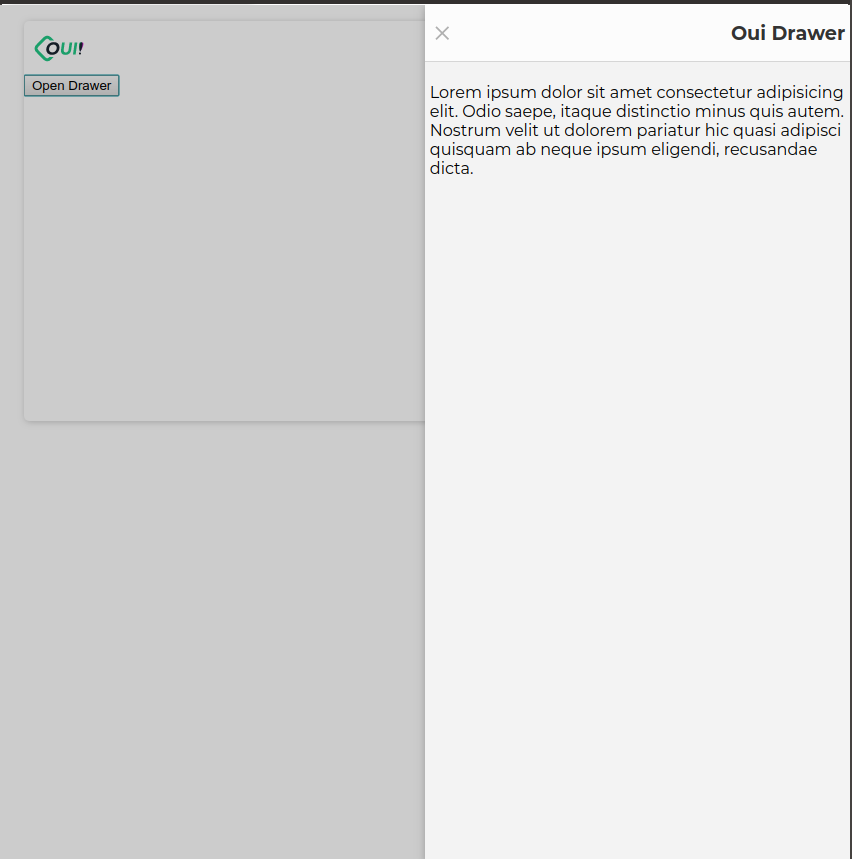 OUI!
Open Drawer
Oui Drawer
Lorem ipsum dolor sit amet consectetur adipisicing
elit. Odio saepe, itaque distinctio minus quis autem.
Nostrum velit ut dolorem pariatur hic quasi adipisci
quisquam ab neque ipsum eligendi, recusandae
dicta.